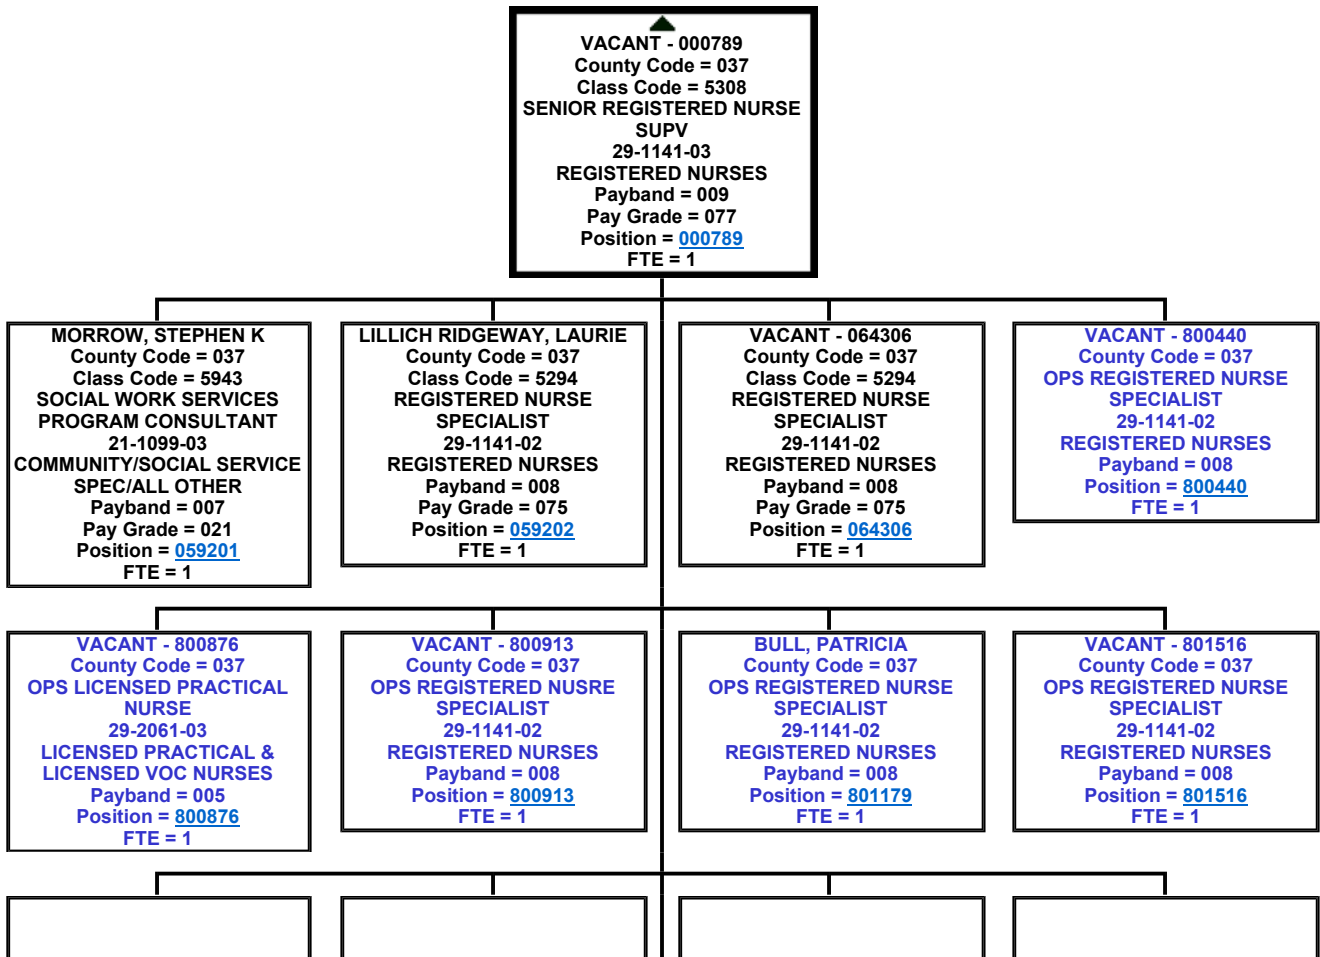 VACANT - 000789
County Code = 037
Class Code = 5308
SENIOR REGISTERED NURSE
SUPV
29-1141-03
REGISTERED NURSES
Payband = 009
Pay Grade = 077
Position = 000789
FTE = 1
MORROW, STEPHEN K
County Code = 037
Class Code = 5943
SOCIAL WORK SERVICES
PROGRAM CONSULTANT
21-1099-03
COMMUNITY/SOCIAL SERVICE
SPEC/ALL OTHER
Payband = 007
Pay Grade = 021
Position = 059201
FTE = 1
LILLICH RIDGEWAY, LAURIE
County Code = 037
Class Code = 5294
REGISTERED NURSE
SPECIALIST
29-1141-02
REGISTERED NURSES
Payband = 008
Pay Grade = 075
Position = 059202
FTE = 1
VACANT - 064306
County Code = 037
Class Code = 5294
REGISTERED NURSE
SPECIALIST
29-1141-02
REGISTERED NURSES
Payband = 008
Pay Grade = 075
Position = 064306
FTE = 1
VACANT - 800440
County Code = 037
OPS REGISTERED NURSE
SPECIALIST
29-1141-02
REGISTERED NURSES
Payband = 008
Position = 800440
FTE = 1
VACANT - 800876
County Code = 037
OPS LICENSED PRACTICAL
NURSE
29-2061-03
LICENSED PRACTICAL &
LICENSED VOC NURSES
Payband = 005
Position = 800876
FTE = 1
VACANT - 800913
County Code = 037
OPS REGISTERED NUSRE
SPECIALIST
29-1141-02
REGISTERED NURSES
Payband = 008
Position = 800913
FTE = 1
BULL, PATRICIA
County Code = 037
OPS REGISTERED NURSE
SPECIALIST
29-1141-02
REGISTERED NURSES
Payband = 008
Position = 801179
FTE = 1
VACANT - 801516
County Code = 037
OPS REGISTERED NURSE
SPECIALIST
29-1141-02
REGISTERED NURSES
Payband = 008
Position = 801516
FTE = 1